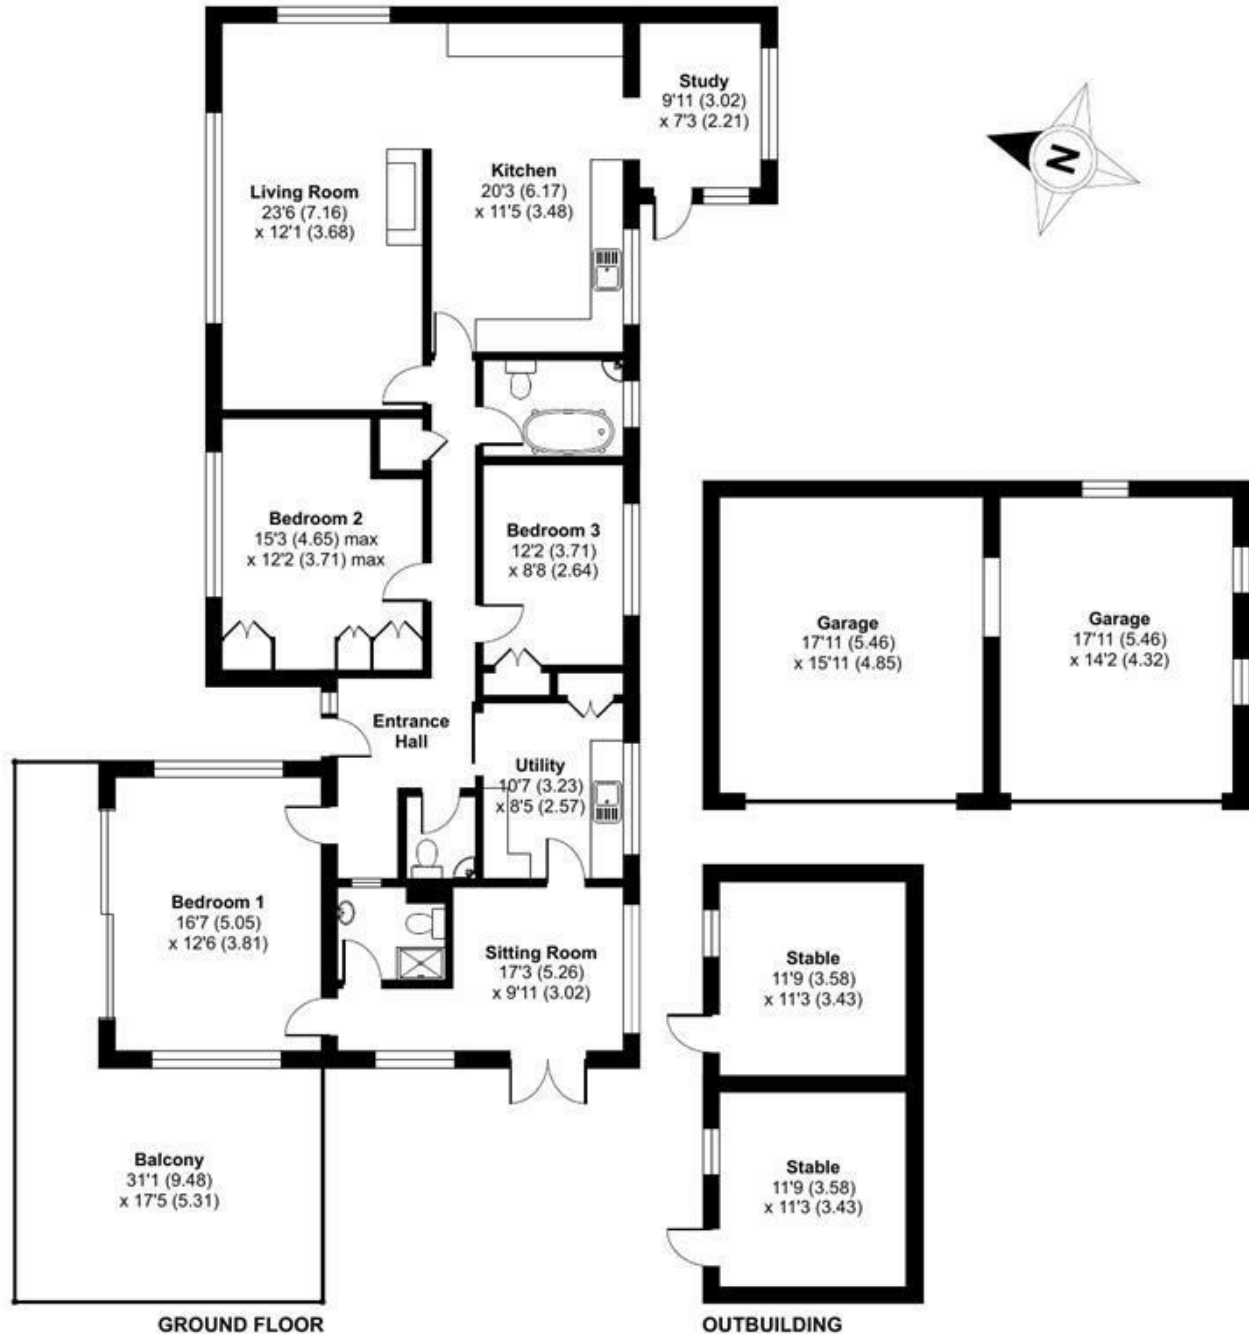 Study
9'11 (3.02)
x 7'3 (2.21)
N
Living Room
23'6 (7.16)
x 12'1 (3.68)
Kitchen
20'3 (6.17)
x 11'5 (3.48)
Bedroom 2
15'3 (4.65) max
x 12'2 (3.71) max
Bedroom 3
12'2 (3.71)
x 8'8 (2.64)
Garage
17'11 (5.46)
x 15'11 (4.85)
Garage
17'11 (5.46)
x 14'2 (4.32)
Entrance
Hall
Utility
10'7 (3.23)
x 8'5 (2.57)
Bedroom 1
16'7 (5.05)
x 12'6 (3.81)
Sitting Room
17'3 (5.26)
x 9'11 (3.02)
Stable
11'9 (3.58)
x 11'3 (3.43)
Balcony
31'1 (9.48)
x 17'5 (5.31)
Stable
11'9 (3.58)
x 11'3 (3.43)
GROUND FLOOR
OUTBUILDING